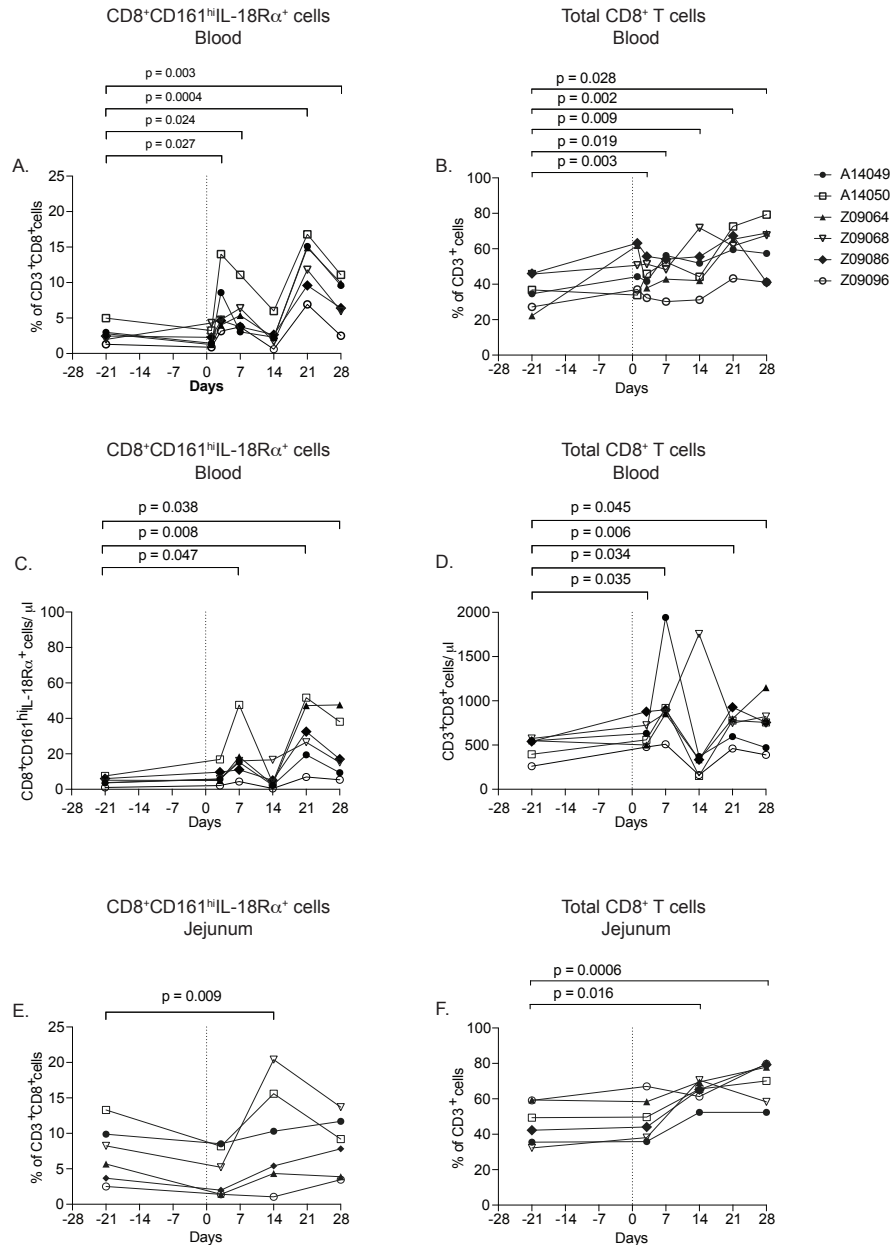 CD8⁺CD161ʰⁱIL-18Rα⁺ cells
Blood
p = 0.003
p = 0.0004
p = 0.024
p = 0.027
A.
25
20
15
10
5
0
% of CD3⁺CD8⁺cells
-28 -21 -14 -7 0 7 14 21 28
Days
Total CD8⁺ T cells
Blood
p = 0.028
p = 0.002
p = 0.009
p = 0.019
p = 0.003
B.
100
80
60
40
20
0
% of CD3⁺ cells
-28 -21 -14 -7 0 7 14 21 28
Days
A14049
A14050
Z09064
Z09068
Z09086
Z09096
CD8⁺CD161ʰⁱIL-18Rα⁺ cells
Blood
p = 0.038
p = 0.008
p = 0.047
C.
100
80
60
40
20
0
CD8⁺CD161ʰⁱIL-18Rα⁺ cells/ μl
-28 -21 -14 -7 0 7 14 21 28
Days
Total CD8⁺ T cells
Blood
p = 0.045
p = 0.006
p = 0.034
p = 0.035
D.
2000
1500
1000
500
0
CD3⁺CD8⁺cells/ μl
-28 -21 -14 -7 0 7 14 21 28
Days
CD8⁺CD161ʰⁱIL-18Rα⁺ cells
Jejunum
p = 0.009
E.
25
20
15
10
5
0
% of CD3⁺CD8⁺cells
-28 -21 -14 -7 0 7 14 21 28
Days
Total CD8⁺ T cells
Jejunum
p = 0.0006
p = 0.016
F.
100
80
60
40
20
0
% of CD3⁺ cells
-28 -21 -14 -7 0 7 14 21 28
Days